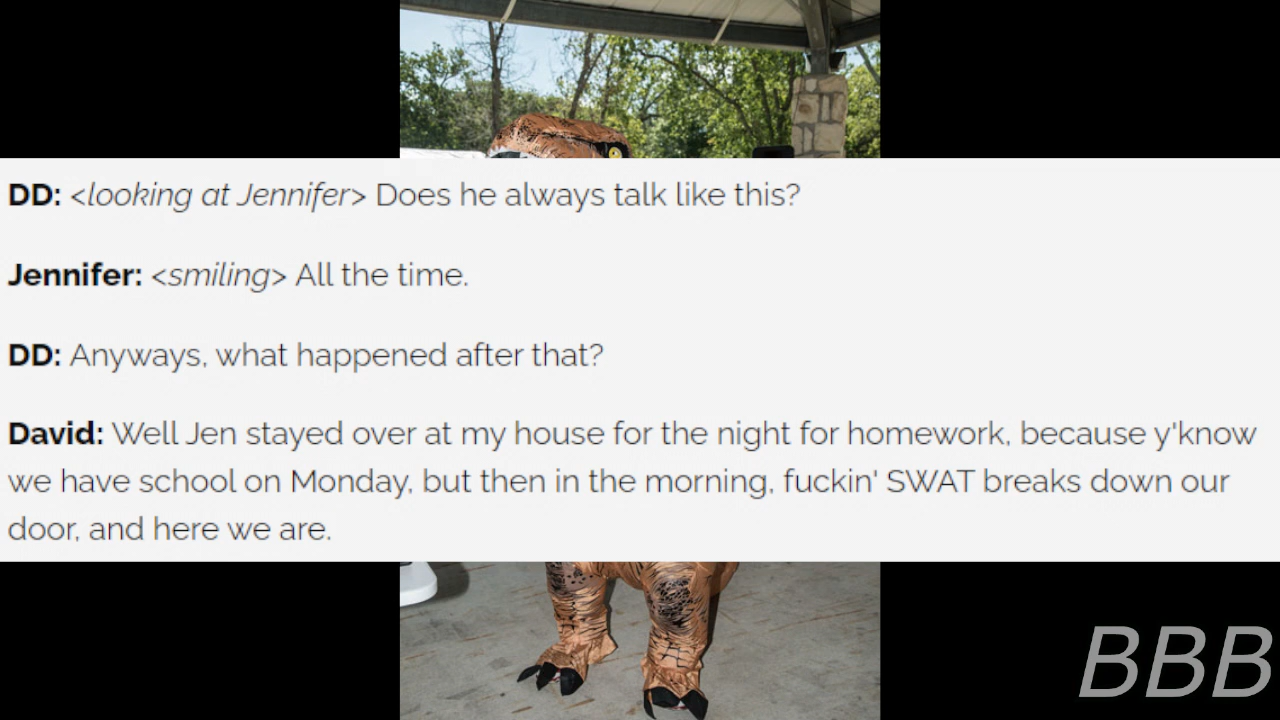 DD: <looking at Jennifer> Does he always talk like this?
Jennifer: <smiling> All the time.
DD: Anyways, what happened after that?
David: Well Jen stayed over at my house for the night for homework, because y'know
we have school on Monday, but then in the morning, fuckin' SWAT breaks down our
door, and here we are.
BBB